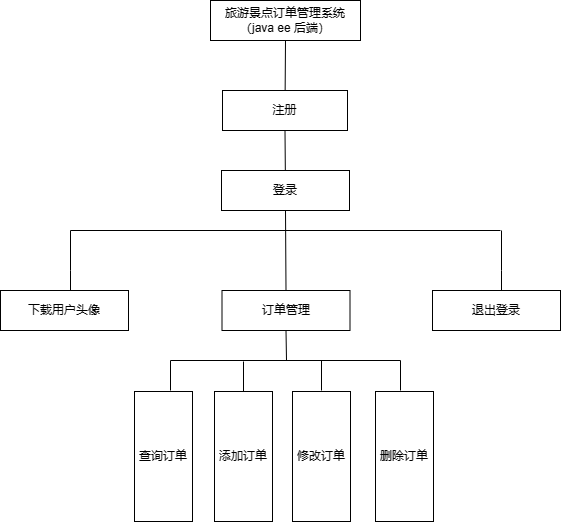 旅游景点订单管理系统
（java ee 后端）
注册
登录
下载用户头像
订单管理
退出登录
查询订单
添加订单
修改订单
删除订单